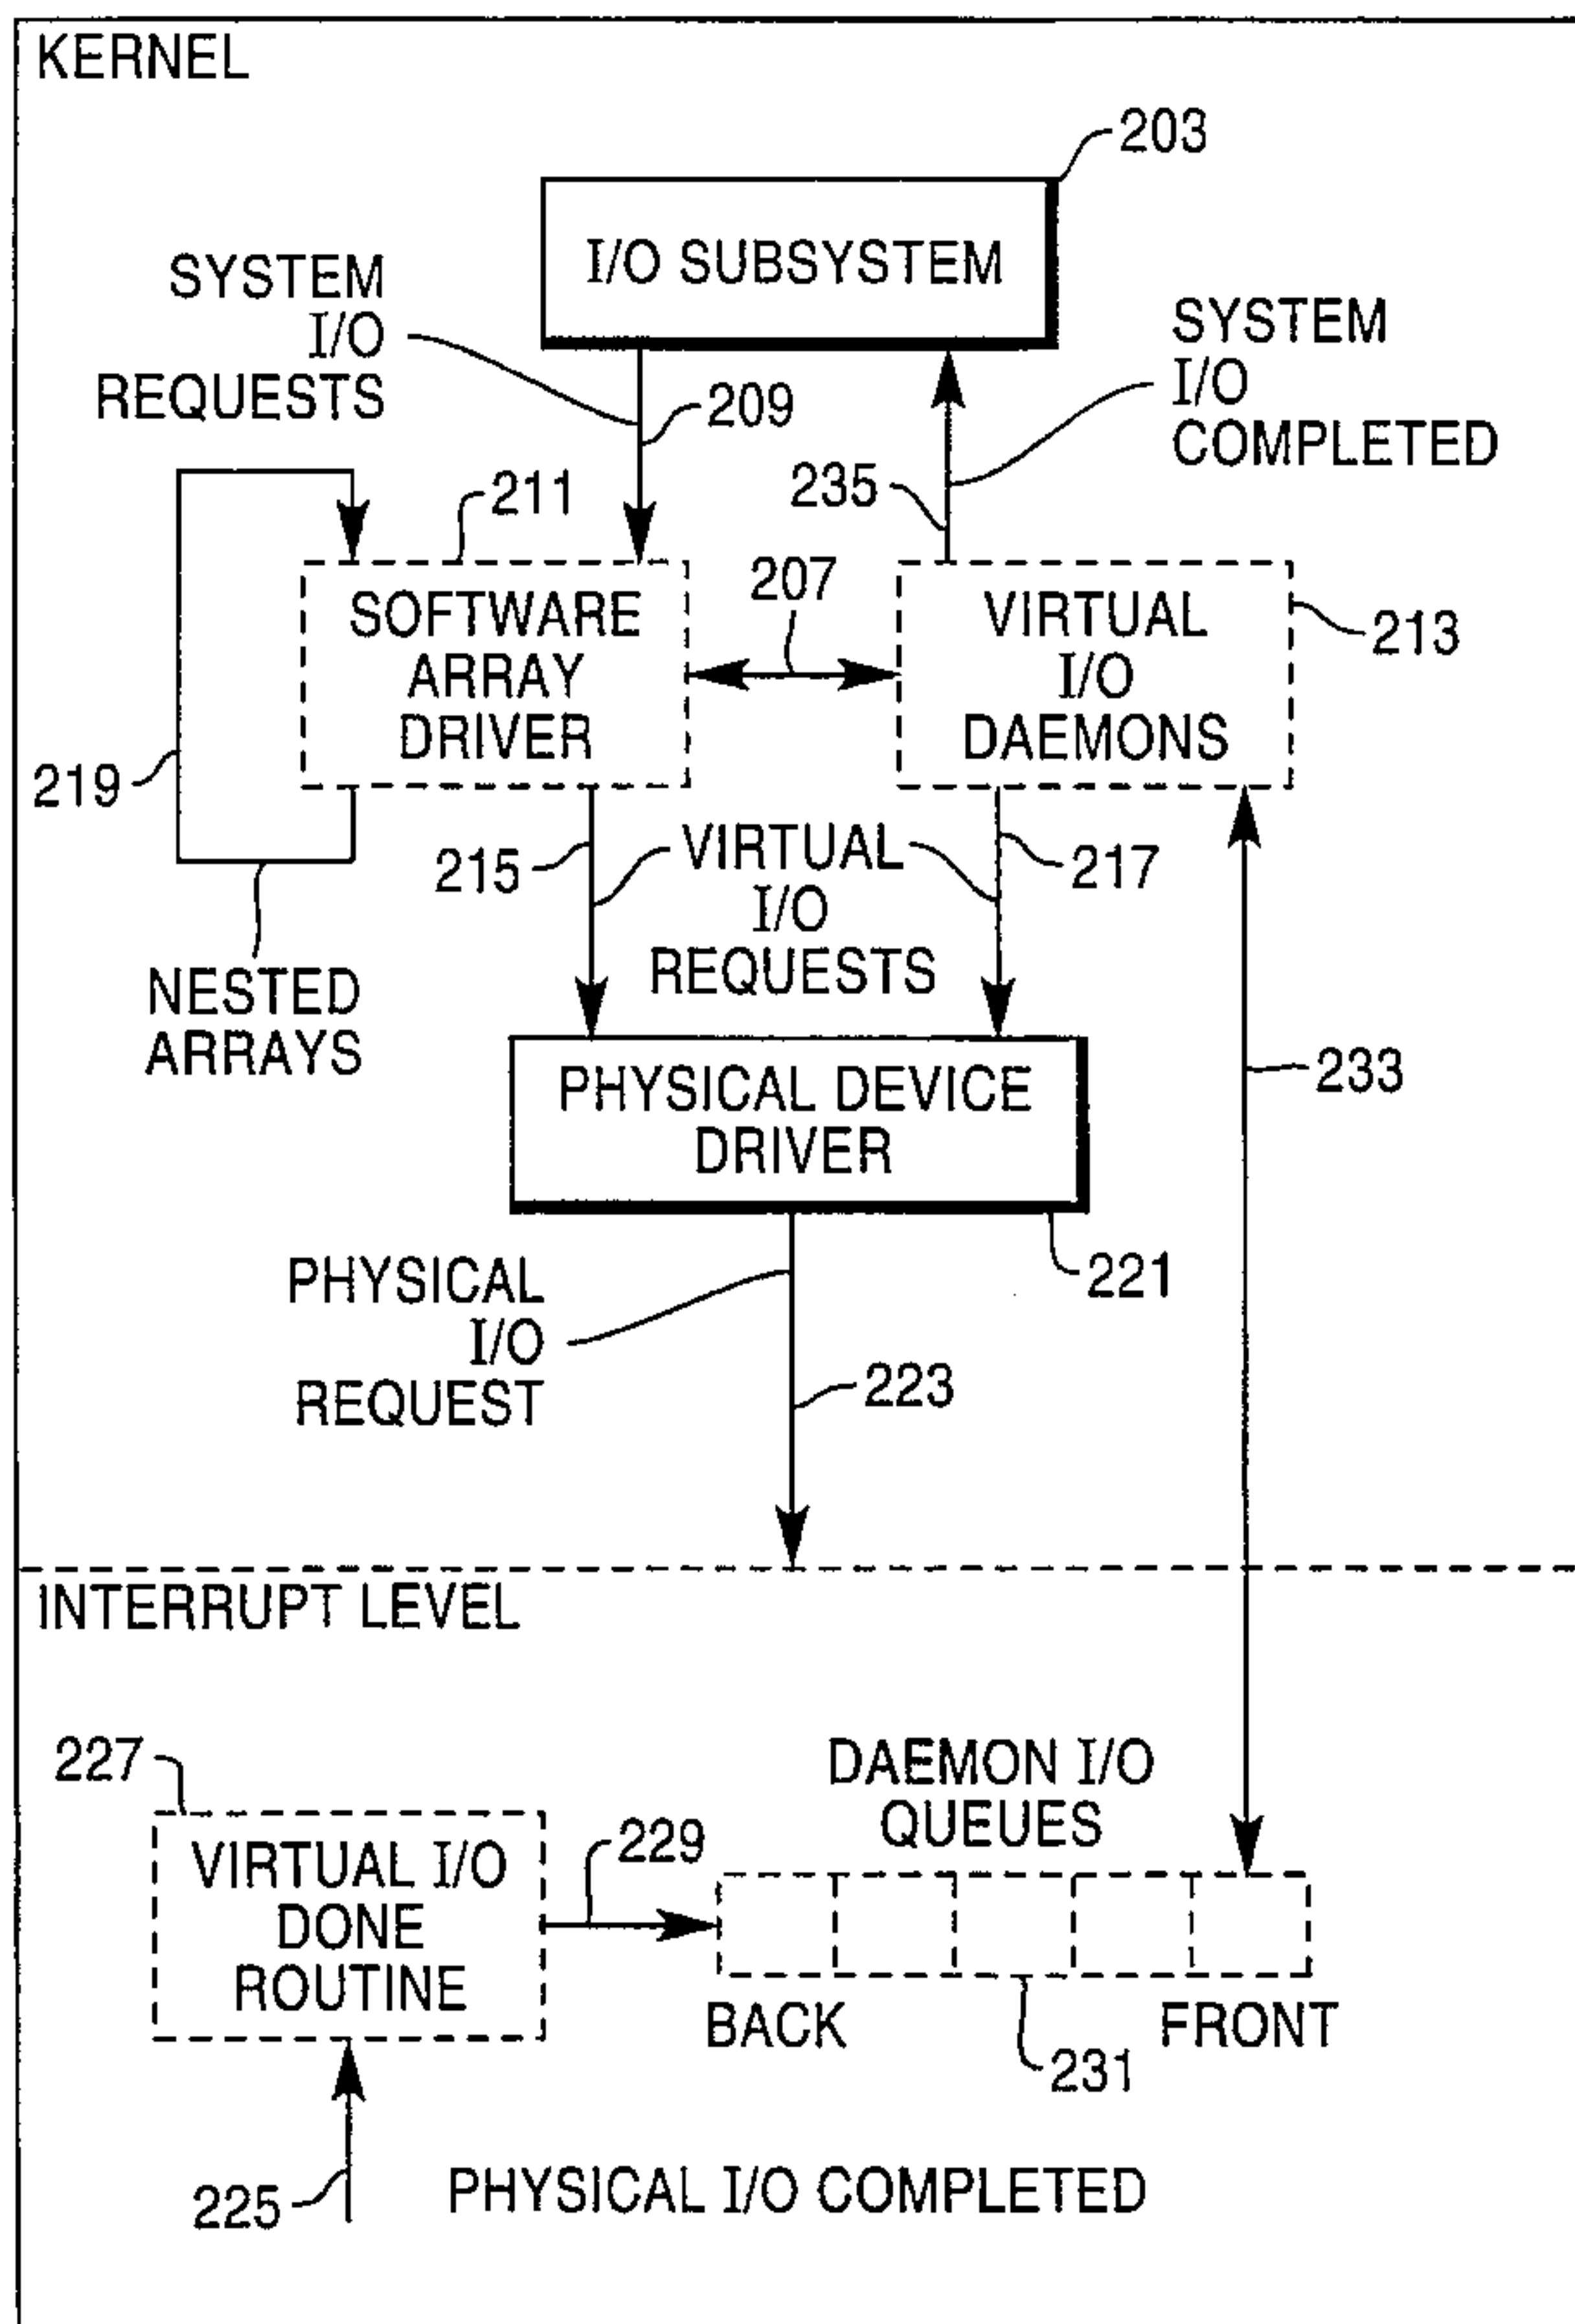 KERNEL
203
I/O SUBSYSTEM
SYSTEM
I/O
REQUESTS
SYSTEM
I/O
COMPLETED
209
235
211
207
SOFTWARE
ARRAY
DRIVER
VIRTUAL
I/O
DAEMONS
213
219
215
VIRTUAL
I/O
REQUESTS
217
NESTED
ARRAYS
PHYSICAL DEVICE
DRIVER
233
221
PHYSICAL
I/O
REQUEST
223
INTERRUPT LEVEL
227
VIRTUAL I/O
DONE
ROUTINE
229
DAEMON I/O
QUEUES
BACK
FRONT
231
225
PHYSICAL I/O COMPLETED